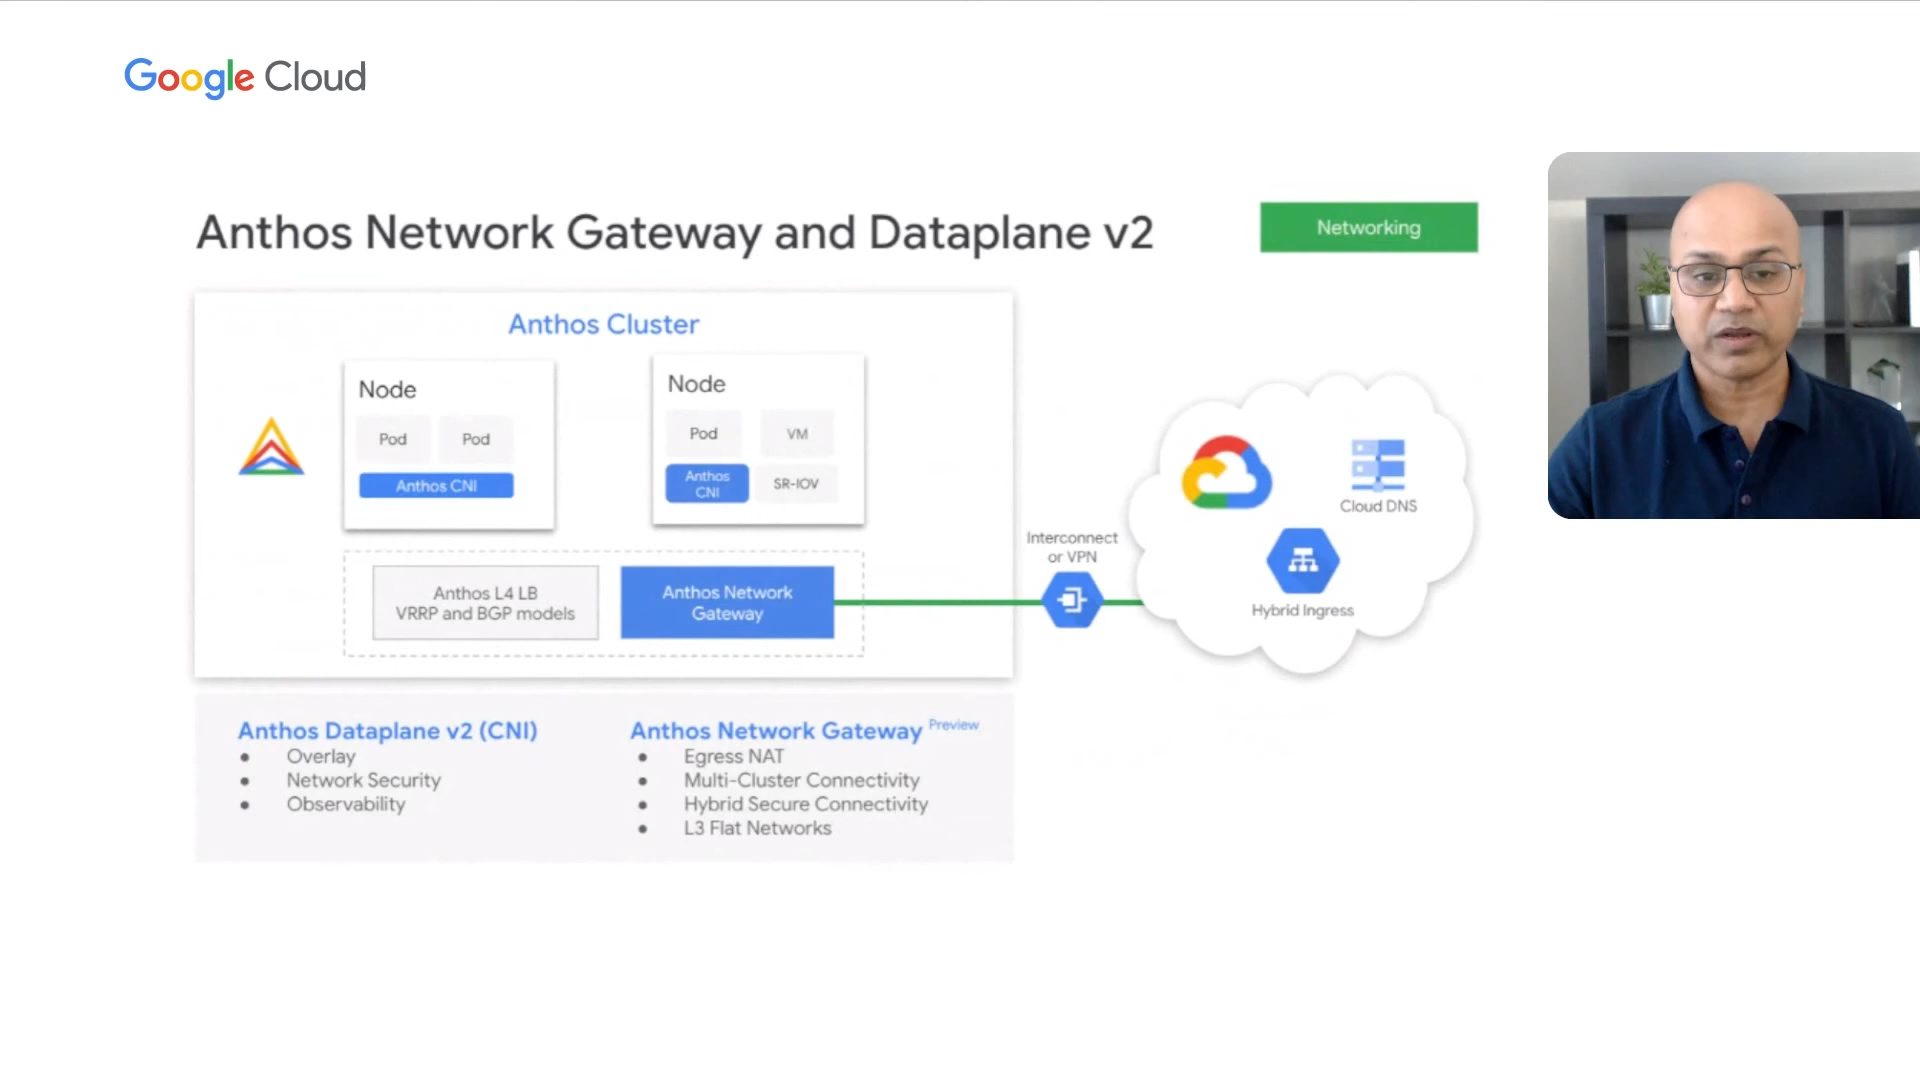 Google Cloud
Anthos Network Gateway and Dataplane v2
Networking
Anthos Cluster
Node
Pod
Pod
Anthos CNI
Node
Pod
VM
Anthos
CNI
SR-IOV
Anthos L4 LB
VRRP and BGP models
Anthos Network
Gateway
Interconnect
or VPN
Cloud DNS
Hybrid Ingress
Anthos Dataplane v2 (CNI)
● Overlay
● Network Security
● Observability
Anthos Network Gateway Preview
● Egress NAT
● Multi-Cluster Connectivity
● Hybrid Secure Connectivity
● L3 Flat Networks